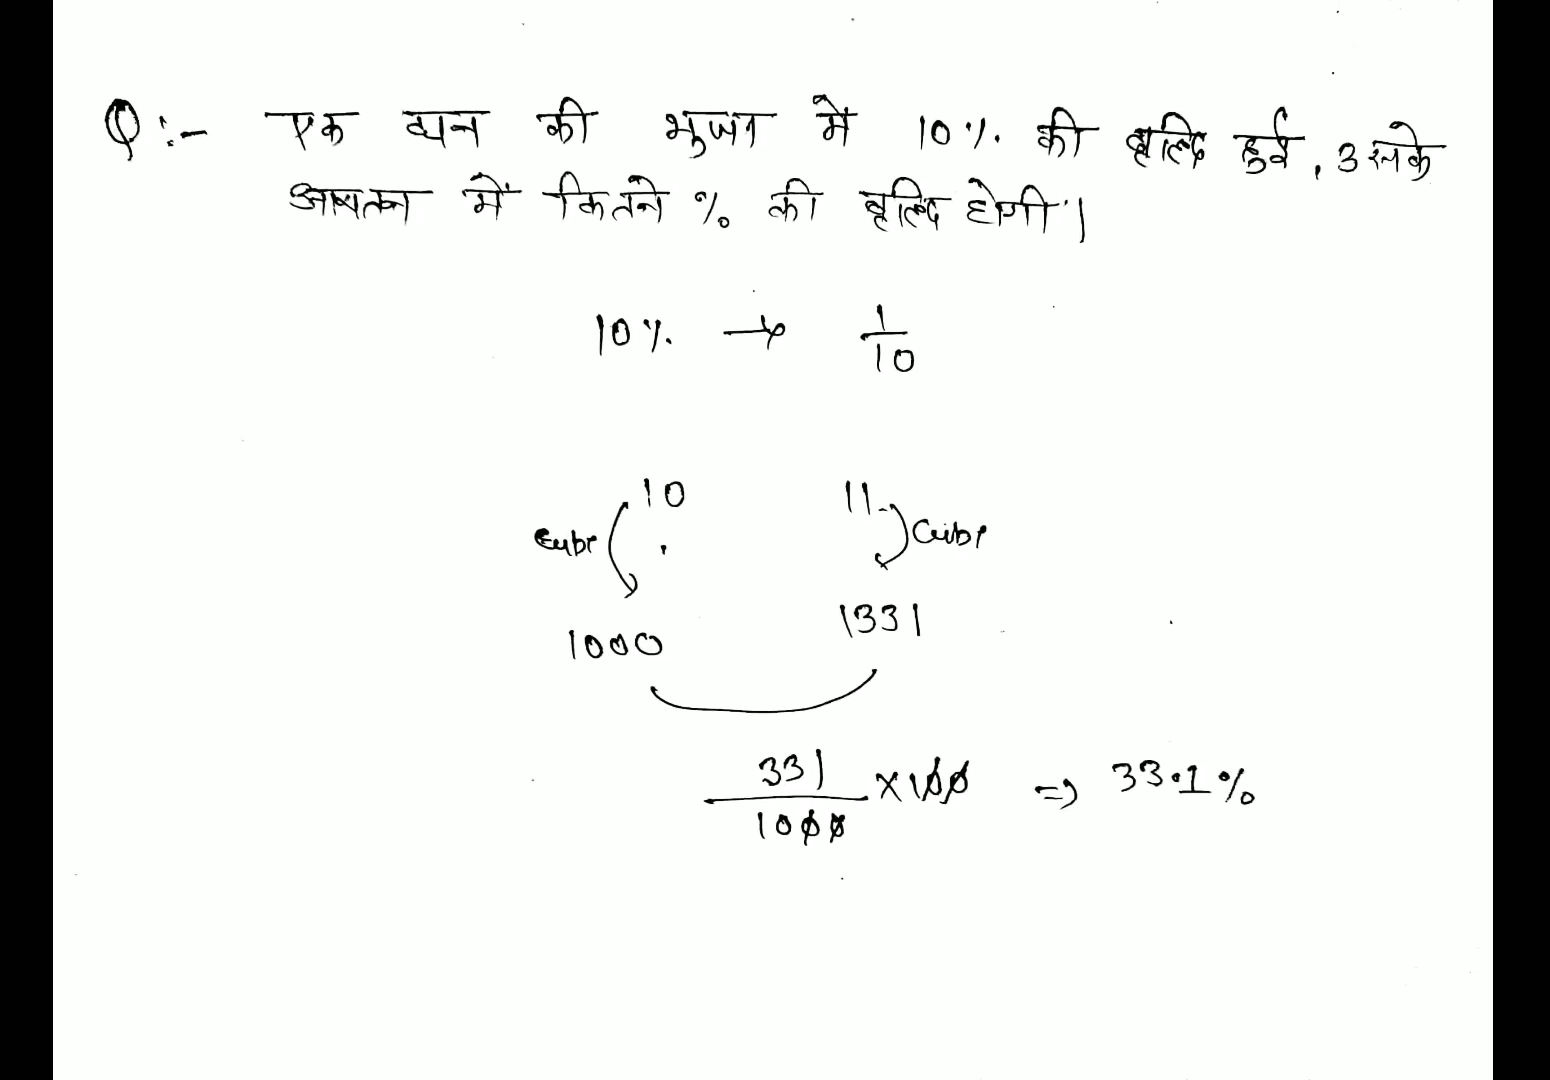 Q:- एक घन की भुजा में 10% की वृद्धि हुई, उसके
आयतन में कितने % की वृद्धि होगी।
10% → 1/10
10 11
Cube Cube
1000 1331
331/1000 ×100 ⇒ 33.1%